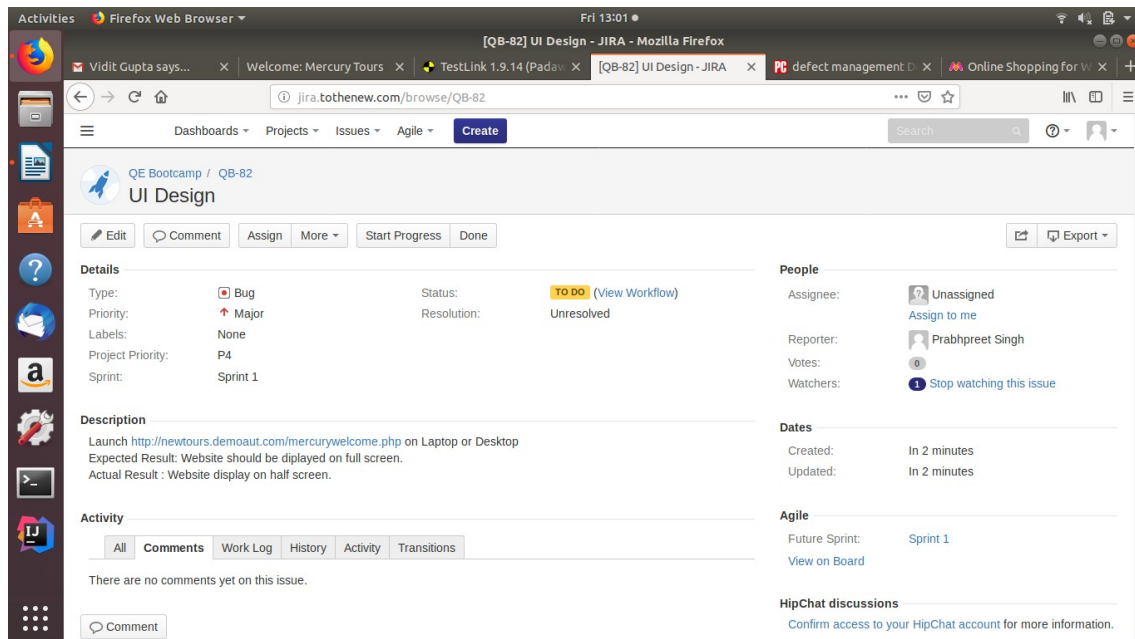 Activities Firefox Web Browser Fri 13:01
[QB-82] UI Design - JIRA - Mozilla Firefox
Vidit Gupta says... Welcome: Mercury Tours TestLink 1.9.14 (Padaw [QB-82] UI Design - JIRA PC defect management D Online Shopping for W
jira.tothenew.com/browse/QB-82
Dashboards Projects Issues Agile Create Search
QE Bootcamp / QB-82
UI Design
Edit Comment Assign More Start Progress Done Export
Details
Type: Bug Status: TO DO (View Workflow)
Priority: Major Resolution: Unresolved
Labels: None
Project Priority: P4
Sprint: Sprint 1
Description
Launch http://newtours.demoaut.com/mercurywelcome.php on Laptop or Desktop
Expected Result: Website should be diplayed on full screen.
Actual Result : Website display on half screen.
Activity
All Comments Work Log History Activity Transitions
There are no comments yet on this issue.
Comment
People
Assignee: Unassigned
Assign to me
Reporter: Prabhpreet Singh
Votes: 0
Watchers: 1 Stop watching this issue
Dates
Created: In 2 minutes
Updated: In 2 minutes
Agile
Future Sprint: Sprint 1
View on Board
HipChat discussions
Confirm access to your HipChat account for more information.